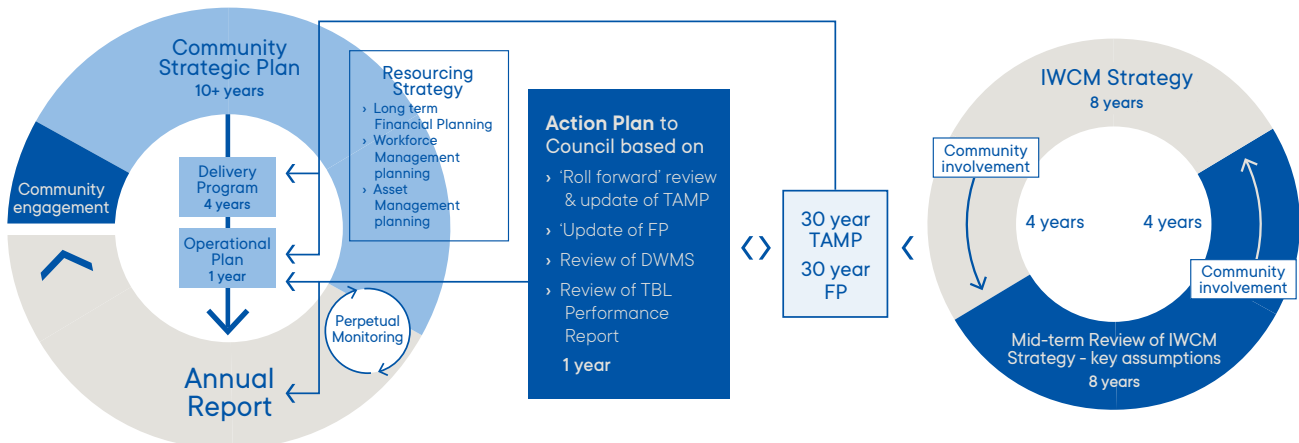 Community
Strategic Plan
10+ years
Community
engagement
Delivery
Program
4 years
Operational
Plan
1 year
Annual
Report
Resourcing
Strategy
› Long term
Financial Planning
› Workforce
Management
planning
› Asset
Management
planning
Perpetual
Monitoring
Action Plan to
Council based on
› ‘Roll forward’ review
& update of TAMP
› ‘Update of FP
› Review of DWMS
› Review of TBL
Performance
Report
1 year
30 year
TAMP
30 year
FP
IWCM Strategy
8 years
Community
involvement
4 years
4 years
Community
involvement
Mid-term Review of IWCM
Strategy - key assumptions
8 years